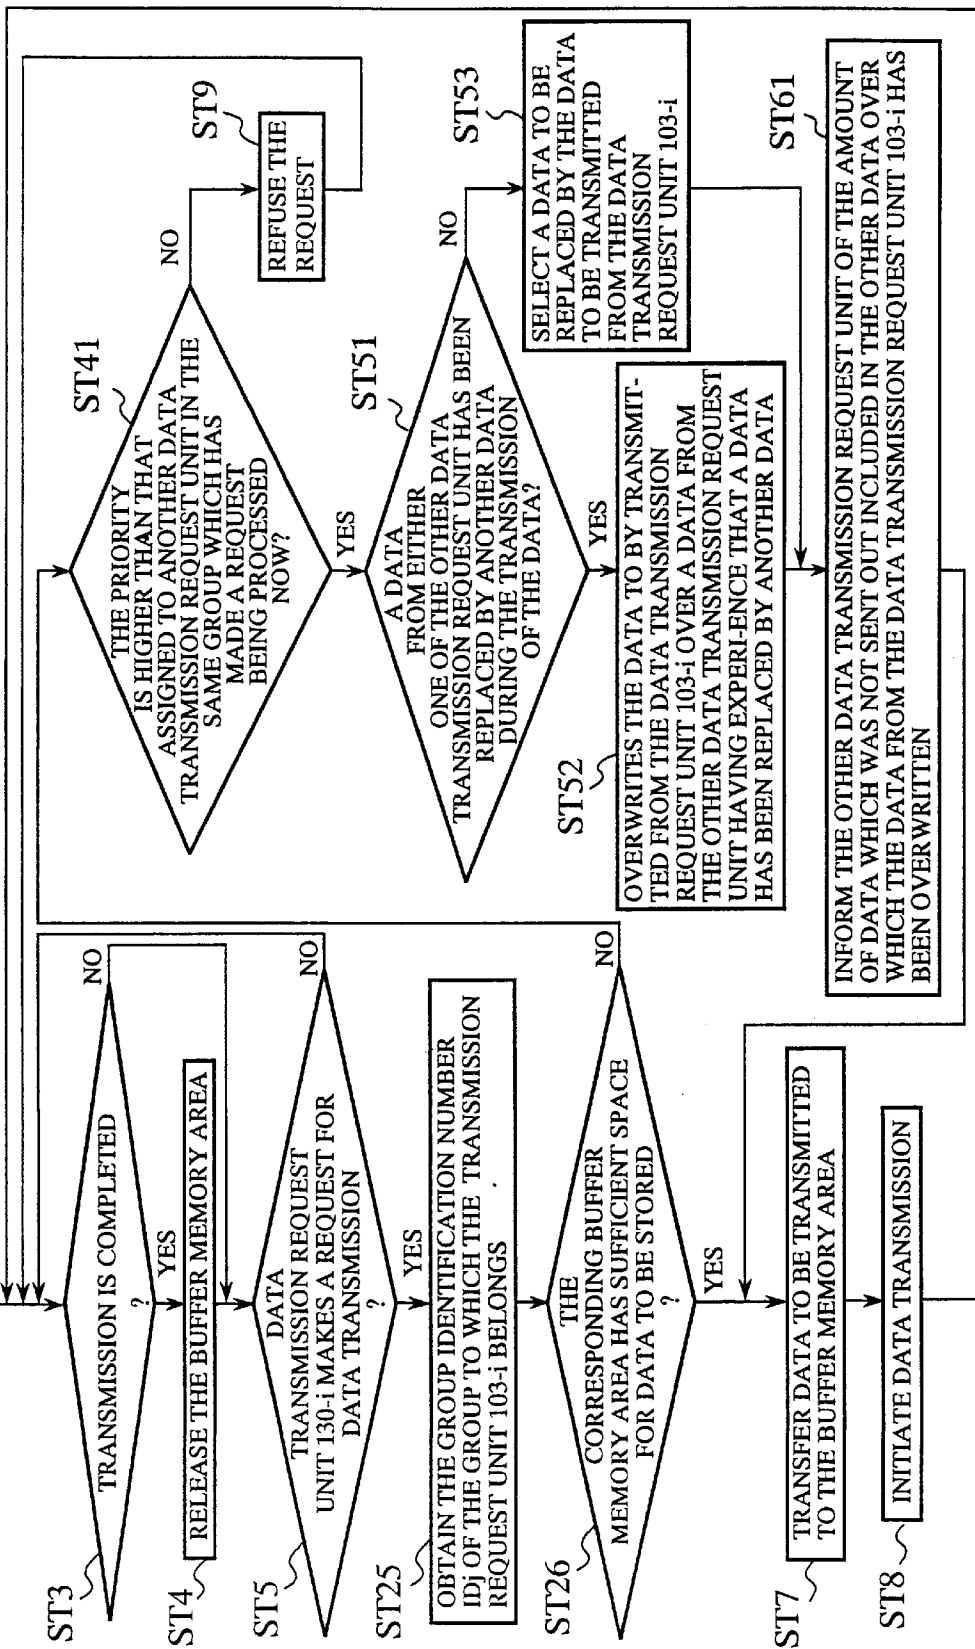 ST3
TRANSMISSION IS COMPLETED
?
NO
YES
ST4
RELEASE THE BUFFER MEMORY AREA
ST5
DATA
TRANSMISSION REQUEST
UNIT 130-i MAKES A REQUEST FOR
DATA TRANSMISSION
?
NO
YES
ST25
OBTAIN THE GROUP IDENTIFICATION NUMBER
IDj OF THE GROUP TO WHICH THE TRANSMISSION
REQUEST UNIT 103-i BELONGS
ST26
THE
CORRESPONDING BUFFER
MEMORY AREA HAS SUFFICIENT SPACE
FOR DATA TO BE STORED
?
NO
YES
ST7
TRANSFER DATA TO BE TRANSMITTED
TO THE BUFFER MEMORY AREA
ST8
INITIATE DATA TRANSMISSION
ST41
THE PRIORITY
IS HIGHER THAN THAT
ASSIGNED TO ANOTHER DATA
TRANSMISSION REQUEST UNIT IN THE
SAME GROUP WHICH HAS
MADE A REQUEST
BEING PROCESSED
NOW?
NO
YES
ST9
REFUSE THE
REQUEST
ST51
A DATA
FROM EITHER
ONE OF THE OTHER DATA
TRANSMISSION REQUEST UNIT HAS BEEN
REPLACED BY ANOTHER DATA
DURING THE TRANSMISSION
OF THE DATA?
NO
YES
ST53
SELECT A DATA TO BE
REPLACED BY THE DATA
TO BE TRANSMITTED
FROM THE DATA
TRANSMISSION
REQUEST UNIT 103-i
ST52
OVERWRITES THE DATA TO BY TRANSMIT-
TED FROM THE DATA TRANSMISSION
REQUEST UNIT 103-i OVER A DATA FROM
THE OTHER DATA TRANSMISSION REQUEST
UNIT HAVING EXPERI-ENCE THAT A DATA
HAS BEEN REPLACED BY ANOTHER DATA
ST61
INFORM THE OTHER DATA TRANSMISSION REQUEST UNIT OF THE AMOUNT
OF DATA WHICH WAS NOT SENT OUT INCLUDED IN THE OTHER DATA OVER
WHICH THE DATA FROM THE DATA TRANSMISSION REQUEST UNIT 103-i HAS
BEEN OVERWRITTEN